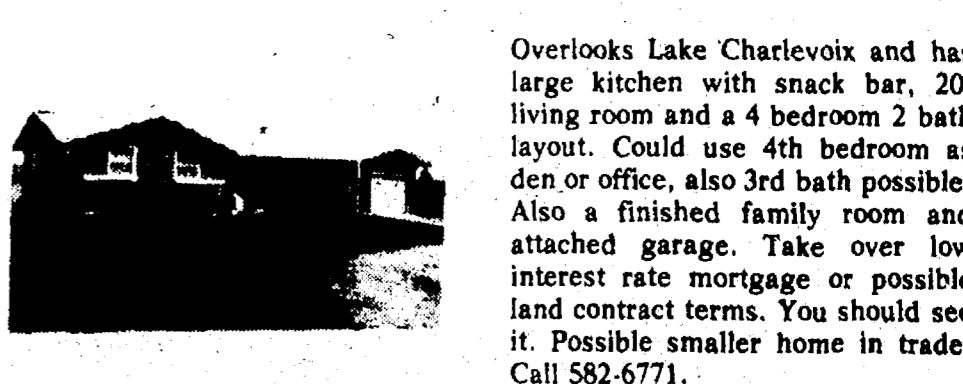 Overlooks Lake Charlevoix and has
large kitchen with snack bar, 20'
living room and a 4 bedroom 2 bath
layout. Could use 4th bedroom as
den or office, also 3rd bath possible.
Also a finished family room and
attached garage. Take over low
interest rate mortgage or possible
land contract terms. You should see
it. Possible smaller home in trade.
Call 582-6771.